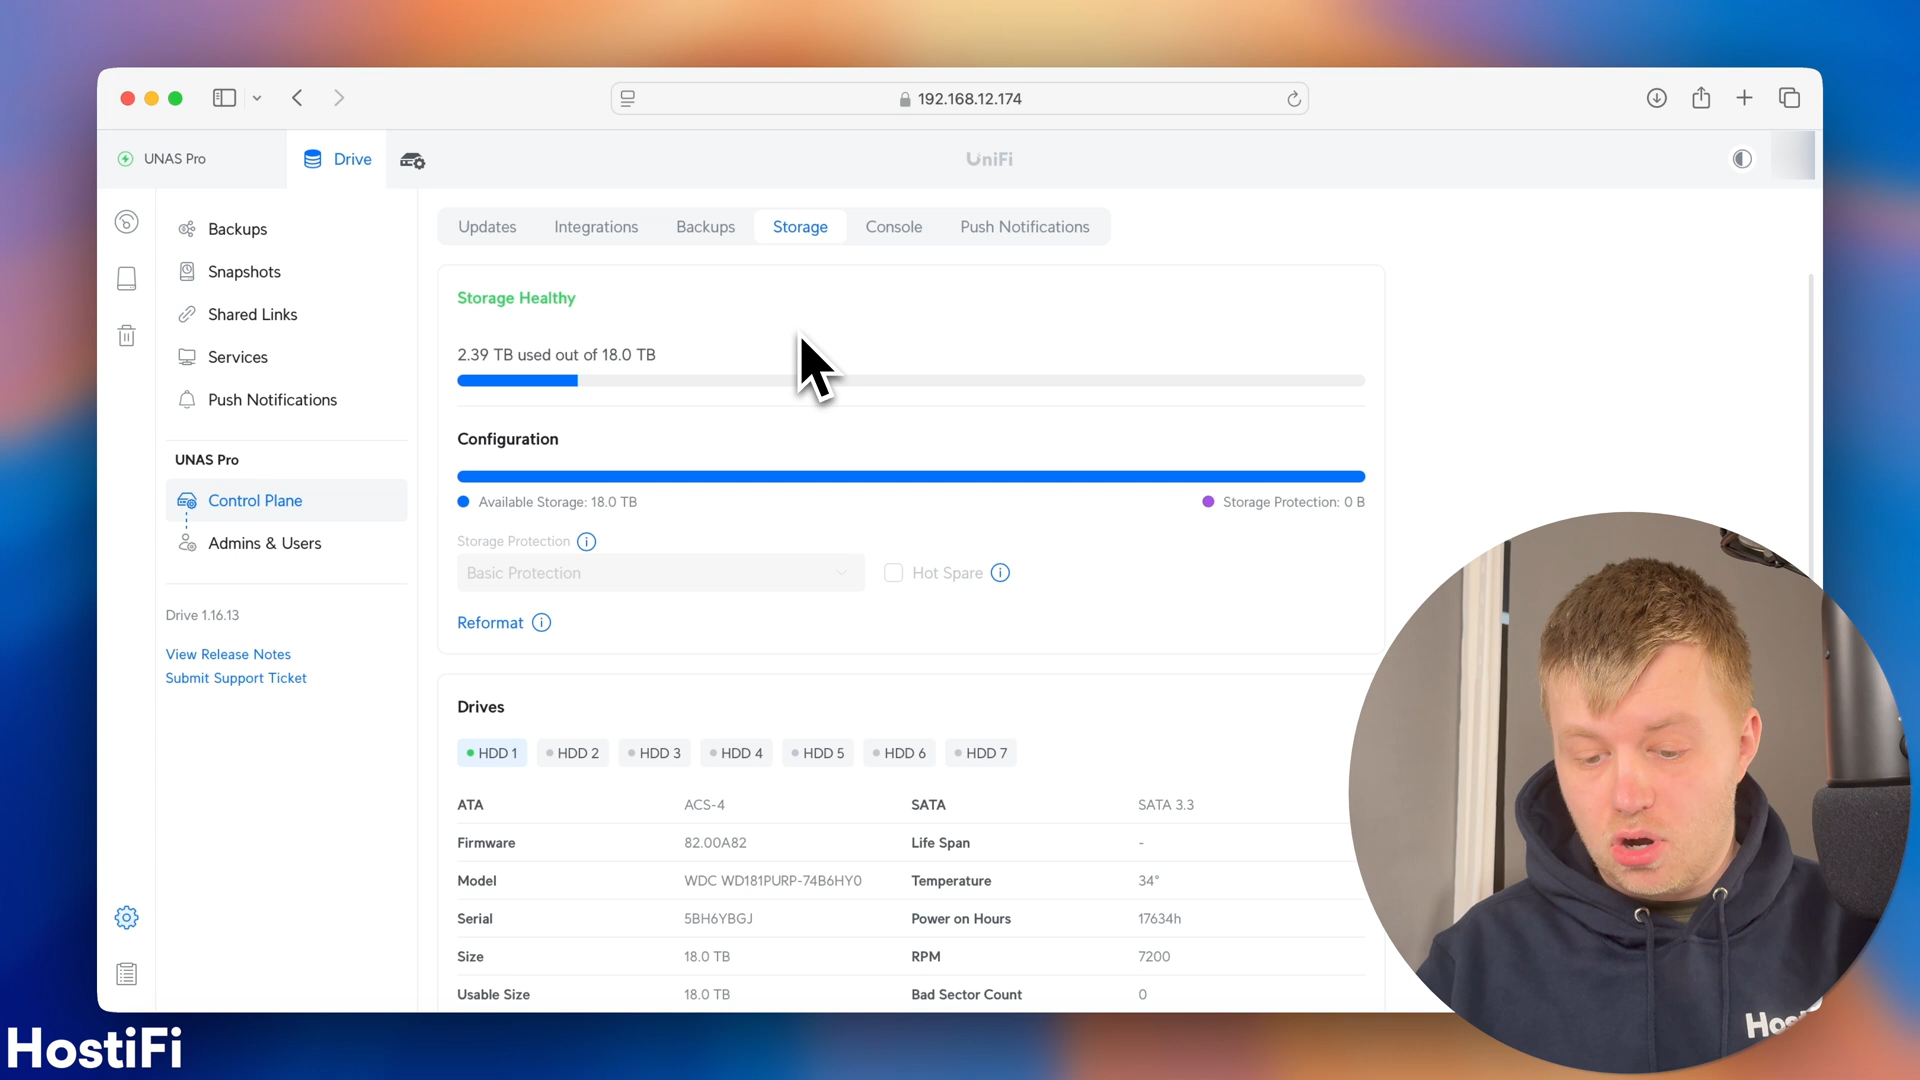 192.168.12.174
UNAS Pro
Drive
UniFi
Backups
Snapshots
Shared Links
Services
Push Notifications
UNAS Pro
Control Plane
Admins & Users
Drive 1.16.13
View Release Notes
Submit Support Ticket
Updates Integrations Backups Storage Console Push Notifications
Storage Healthy
2.39 TB used out of 18.0 TB
Configuration
Available Storage: 18.0 TB Storage Protection: 0 B
Storage Protection
Basic Protection Hot Spare
Reformat
Drives
HDD 1 HDD 2 HDD 3 HDD 4 HDD 5 HDD 6 HDD 7
ATA ACS-4 SATA SATA 3.3
Firmware 82.00A82 Life Span -
Model WDC WD181PURP-74B6HY0 Temperature 34°
Serial 5BH6YBGJ Power on Hours 17634h
Size 18.0 TB RPM 7200
Usable Size 18.0 TB Bad Sector Count 0
HostiFi